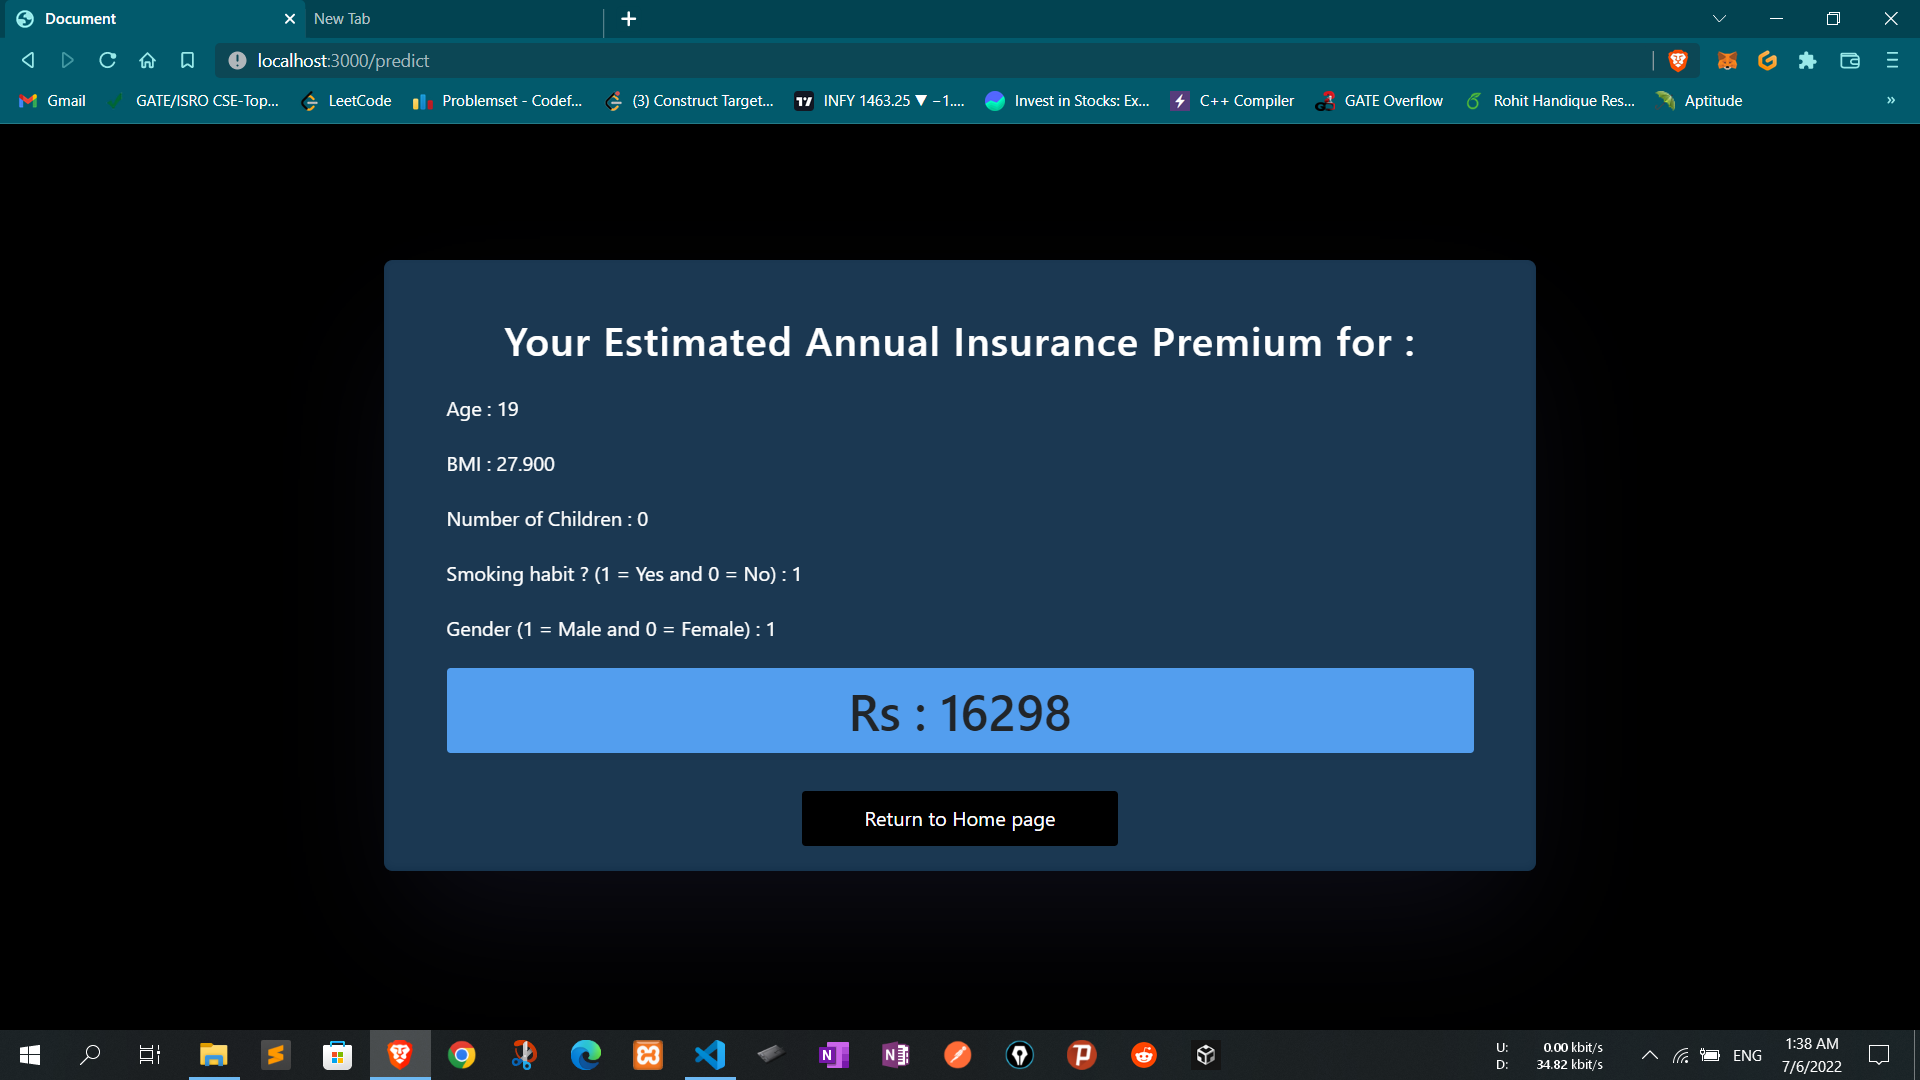 Document
New Tab
localhost:3000/predict
Gmail
GATE/ISRO CSE-Top...
LeetCode
Problemset - Codef...
(3) Construct Target...
INFY 1463.25 ▼ −1....
Invest in Stocks: Ex...
C++ Compiler
GATE Overflow
Rohit Handique Res...
Aptitude
»
Your Estimated Annual Insurance Premium for :
Age : 19
BMI : 27.900
Number of Children : 0
Smoking habit ? (1 = Yes and 0 = No) : 1
Gender (1 = Male and 0 = Female) : 1
Rs : 16298
Return to Home page
U: 0.00 kbit/s
D: 34.82 kbit/s
ENG
1:38 AM
7/6/2022